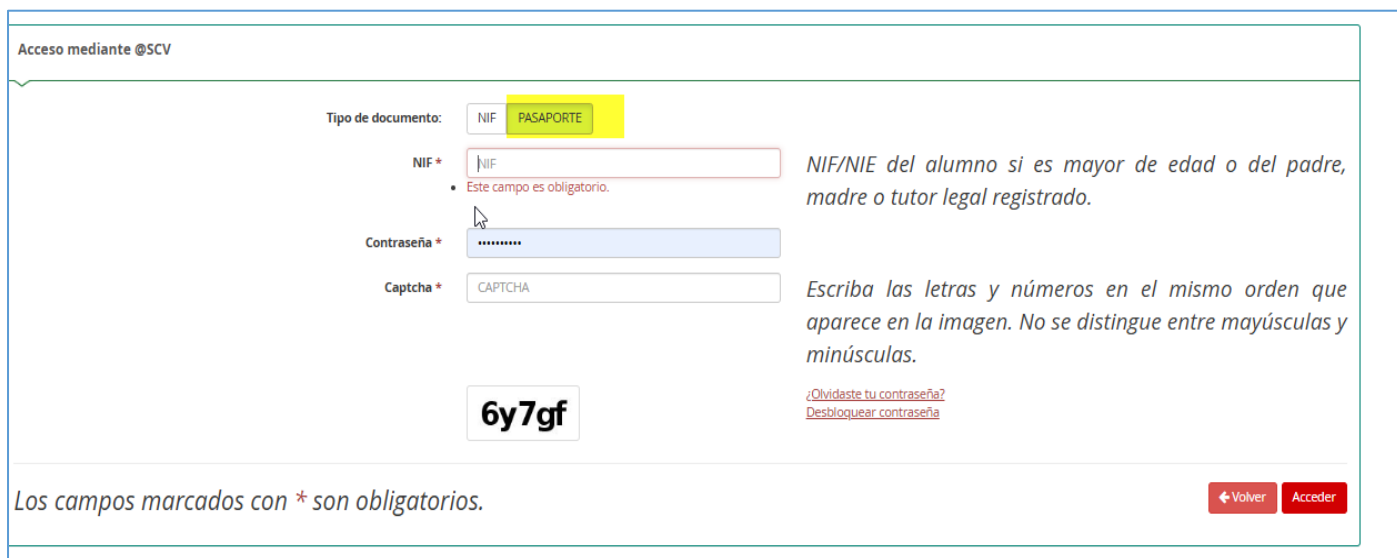 Acceso mediante @SCV
Tipo de documento: NIF PASAPORTE
NIF * NIF
Este campo es obligatorio.
NIF/NIE del alumno si es mayor de edad o del padre,
madre o tutor legal registrado.
Contraseña * ••••••••••
Captcha * CAPTCHA
Escriba las letras y números en el mismo orden que
aparece en la imagen. No se distingue entre mayúsculas y
minúsculas.
6y7gf
¿Olvidaste tu contraseña?
Desbloquear contraseña
Los campos marcados con * son obligatorios.
Volver Acceder